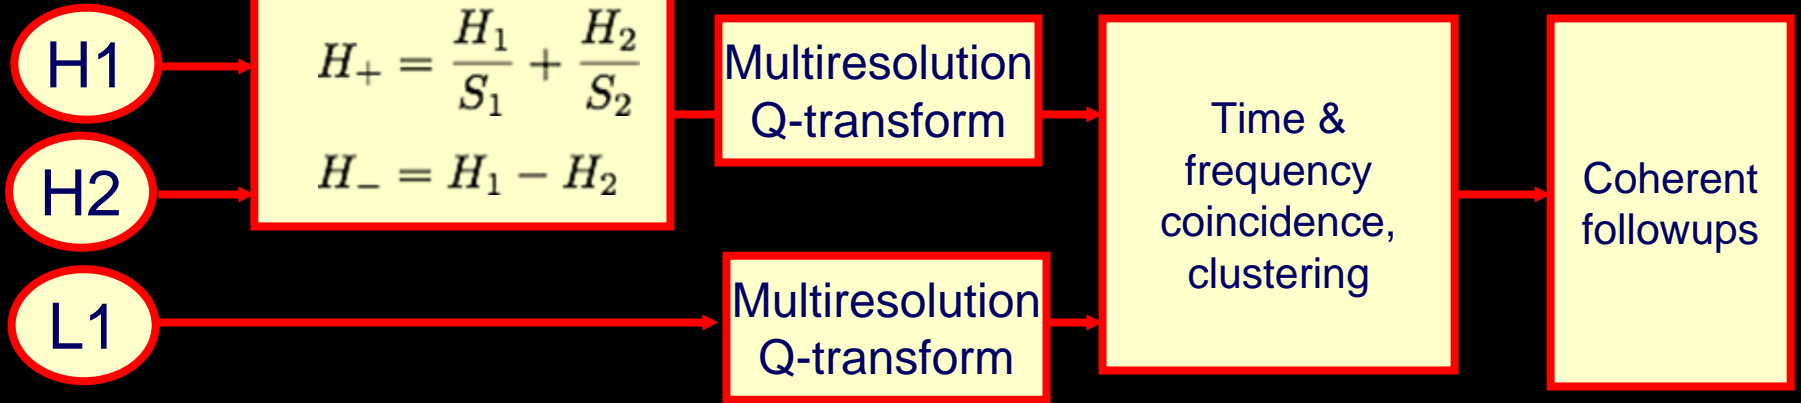 H1
H2
L1
H₊ = H₁/S₁ + H₂/S₂
H₋ = H₁ − H₂
Multiresolution
Q-transform
Multiresolution
Q-transform
Time &
frequency
coincidence,
clustering
Coherent
followups